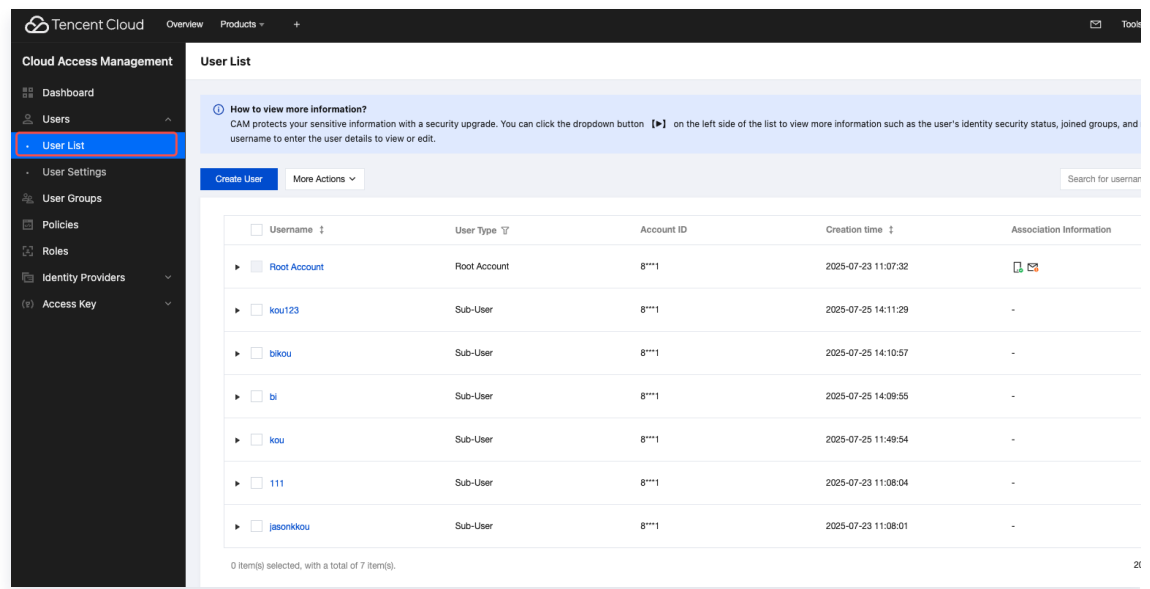 Tencent Cloud Overview Products +
Cloud Access Management
Dashboard
Users
User List
User Settings
User Groups
Policies
Roles
Identity Providers
Access Key
User List
How to view more information?
CAM protects your sensitive information with a security upgrade. You can click the dropdown button 【▶】 on the left side of the list to view more information such as the user's identity security status, joined groups, and
username to enter the user details to view or edit.
Create User More Actions
Search for
Username User Type Account ID Creation time Association Information
Root Account Root Account 8***1 2025-07-23 11:07:32
kou123 Sub-User 8***1 2025-07-25 14:11:29 -
bikou Sub-User 8***1 2025-07-25 14:10:57 -
bi Sub-User 8***1 2025-07-25 14:09:55 -
kou Sub-User 8***1 2025-07-25 11:49:54 -
111 Sub-User 8***1 2025-07-23 11:08:04 -
jasonkkou Sub-User 8***1 2025-07-23 11:08:01 -
0 item(s) selected, with a total of 7 item(s).